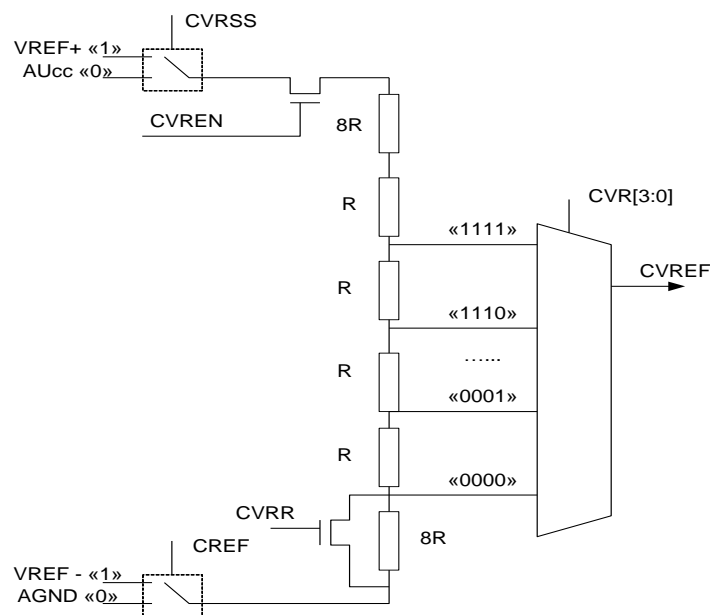 CVRSS
VREF+ «1»
AUcc «0»
CVREN
8R
R
CVR[3:0]
«1111»
CVREF
R
«1110»
…...
R
«0001»
R
«0000»
CVRR
8R
CREF
VREF - «1»
AGND «0»